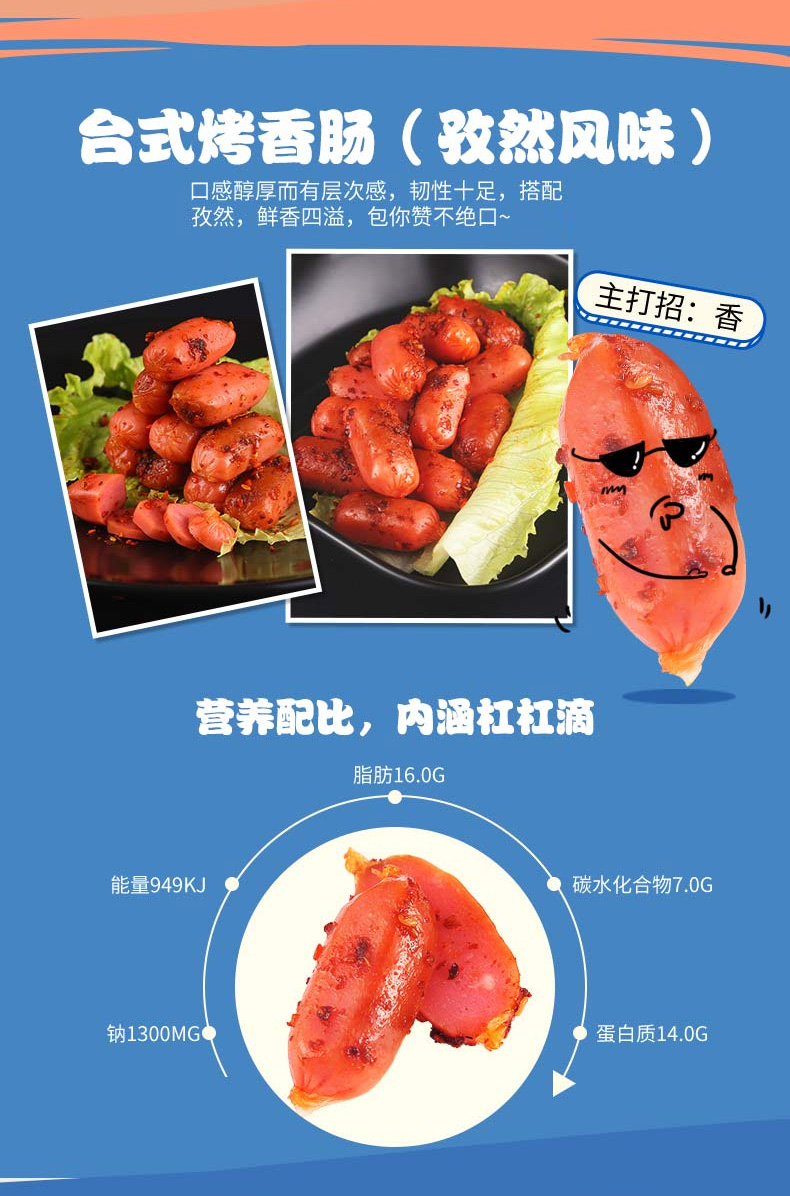 台式烤香肠（孜然风味）
口感醇厚而有层次感，韧性十足，搭配
孜然，鲜香四溢，包你赞不绝口~
主打招：香
营养配比，内涵杠杠滴
脂肪16.0G
能量949KJ
碳水化合物7.0G
钠1300MG
蛋白质14.0G